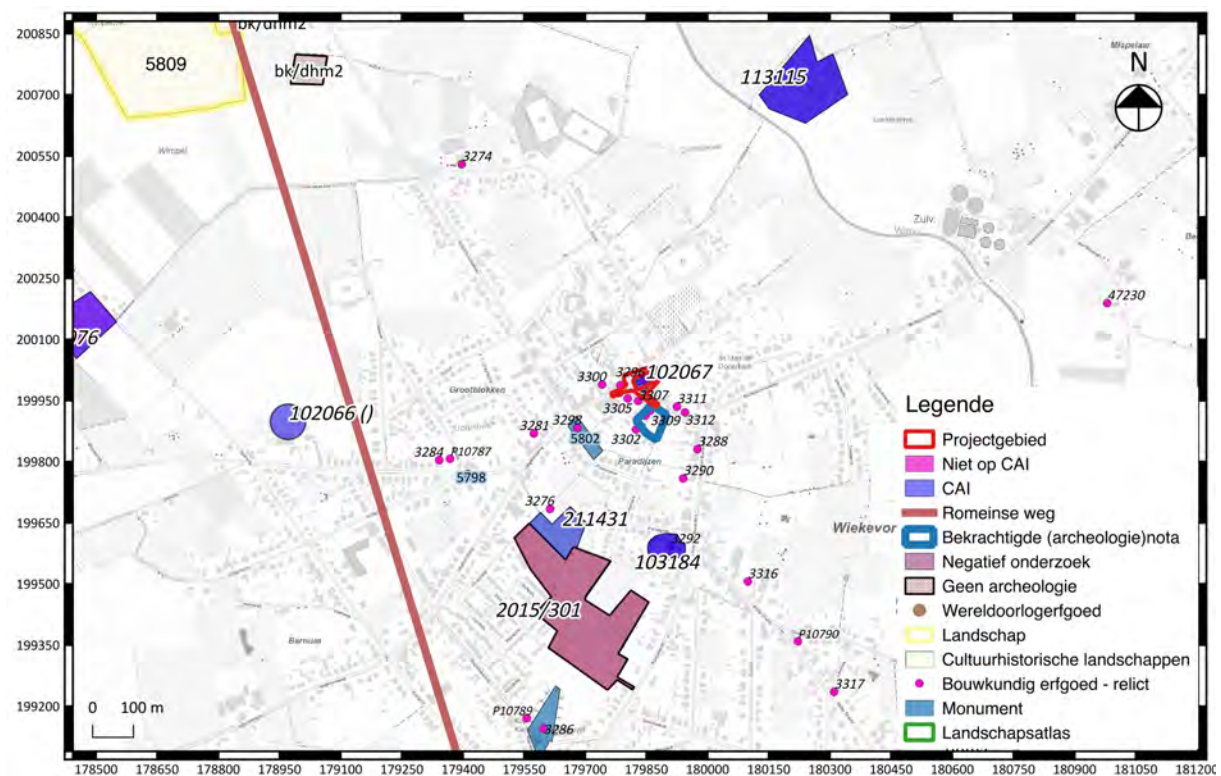 bk/dhm2
5809
bk/dhm2
113115
Mispelaar
N
Wimpel
3274
Zuiv.
47230
076
Grootblokken
3300
3296
102067
3307
3305
3311
3309
3312
102066 ()
3281
3298
3302
5802
3288
3284
P10787
Paradijzen
5798
3290
3276
211431
Wiekevor
3292
103184
3316
2015/301
P10790
3317
P10789
3286
0 100 m
Legende
Projectgebied
Niet op CAI
CAI
Romeinse weg
Bekrachtigde (archeologie)nota
Negatief onderzoek
Geen archeologie
Wereldoorlogerfgoed
Landschap
Cultuurhistorische landschappen
Bouwkundig erfgoed - relict
Monument
Landschapsatlas
200850
200700
200550
200400
200250
200100
199950
199800
199650
199500
199350
199200
178500 178650 178800 178950 179100 179250 179400 179550 179700 179850 180000 180150 180300 180450 180600 180750 180900 181050 181200